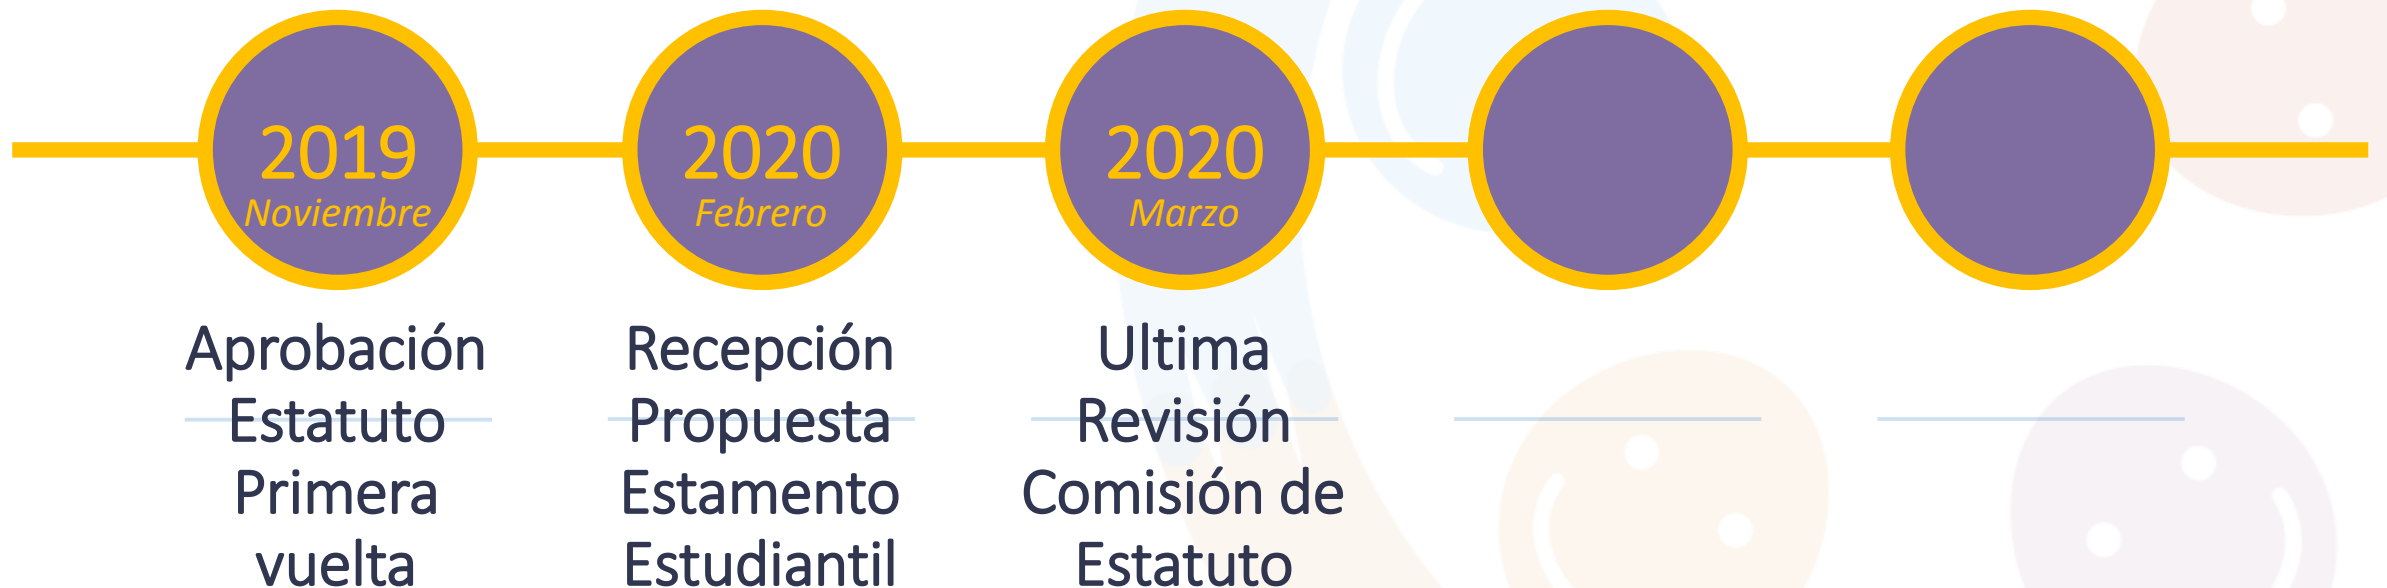 2019
Noviembre
Aprobación
Estatuto
Primera
vuelta
2020
Febrero
Recepción
Propuesta
Estamento
Estudiantil
2020
Marzo
Ultima
Revisión
Comisión de
Estatuto